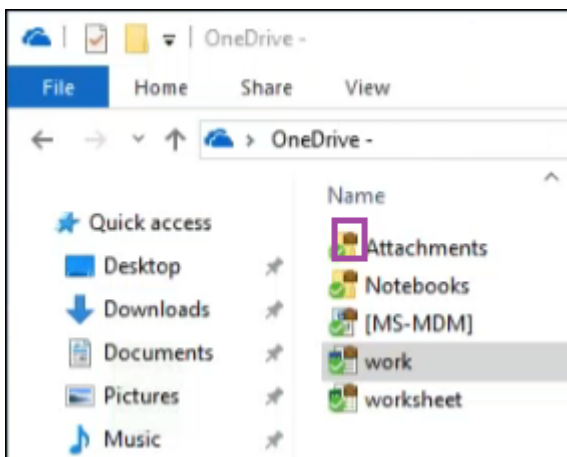 OneDrive -
File Home Share View
OneDrive -
Name
Quick access
Attachments
Desktop
Notebooks
Downloads
[MS-MDM]
Documents
work
Pictures
worksheet
Music